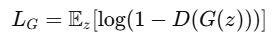 L_G = 𝔼_z[log(1 − D(G(z)))]